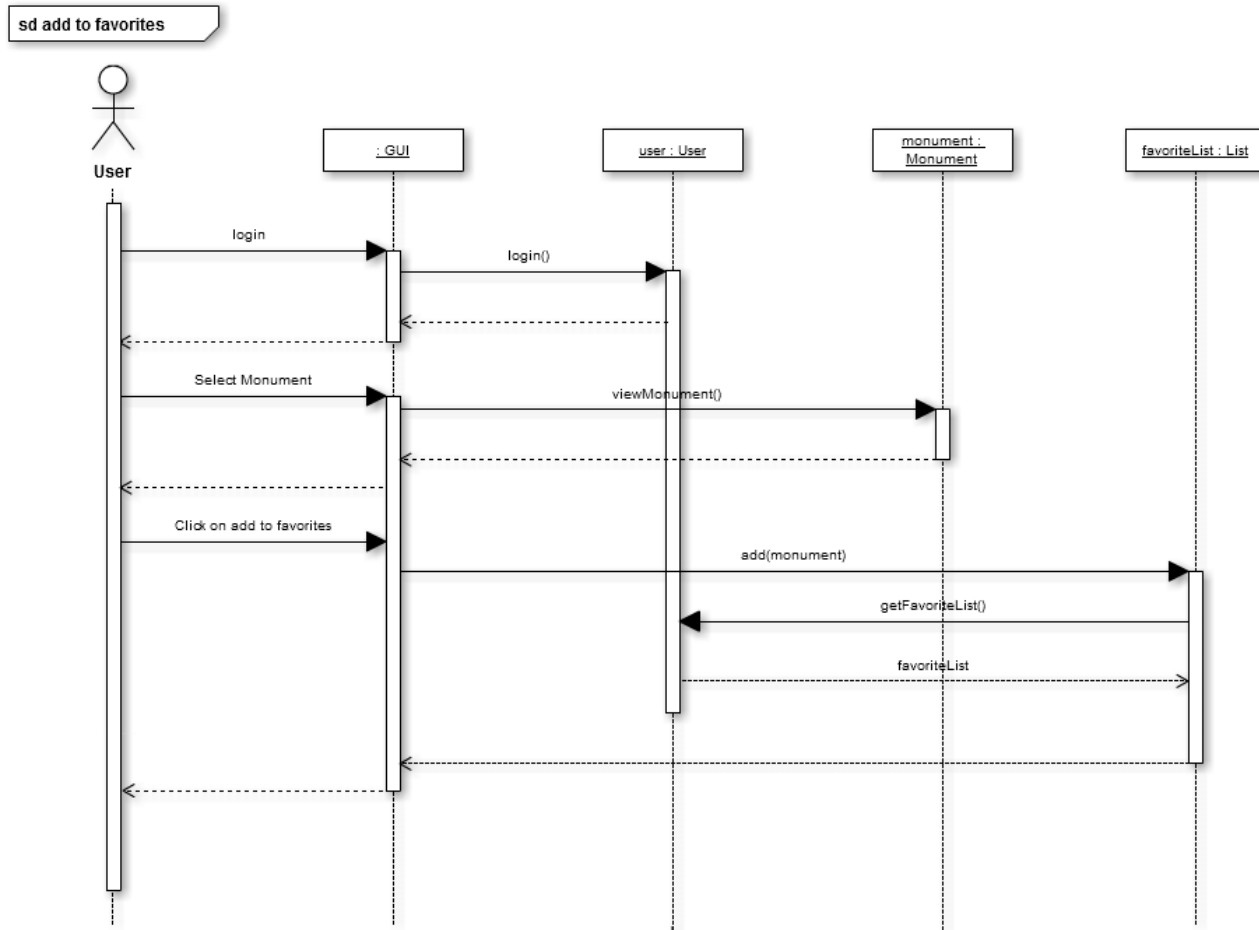 sd add to favorites
User
: GUI
user : User
monument :
Monument
favoriteList : List
login
login()
Select Monument
viewMonument()
Click on add to favorites
add(monument)
getFavoriteList()
favoriteList